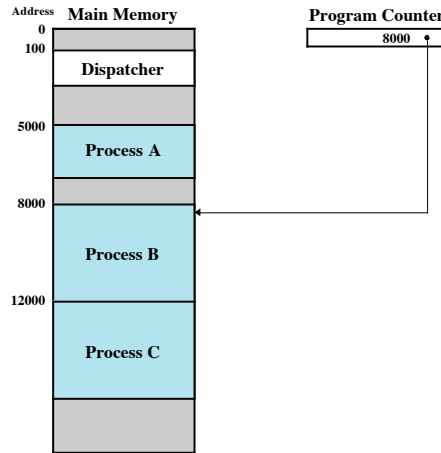 Address
Main Memory
Program Counter
0
8000
100
Dispatcher
5000
Process A
8000
Process B
12000
Process C